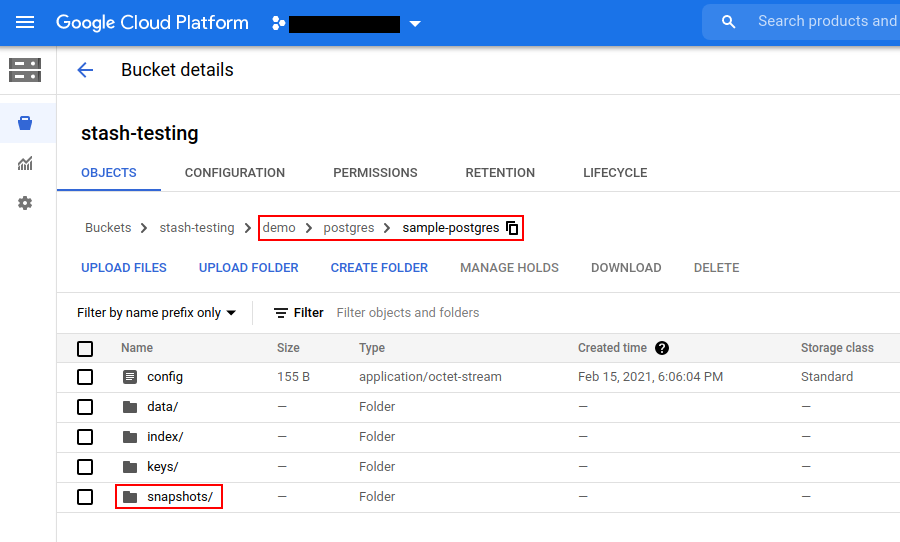 Google Cloud Platform Search products and
Bucket details
stash-testing
OBJECTS CONFIGURATION PERMISSIONS RETENTION LIFECYCLE
Buckets stash-testing demo postgres sample-postgres
UPLOAD FILES UPLOAD FOLDER CREATE FOLDER MANAGE HOLDS DOWNLOAD DELETE
Filter by name prefix only Filter Filter objects and folders
Name Size Type Created time ? Storage class
config 155 B application/octet-stream Feb 15, 2021, 6:06:04 PM Standard
data/ — Folder — —
index/ — Folder — —
keys/ — Folder — —
snapshots/ — Folder — —